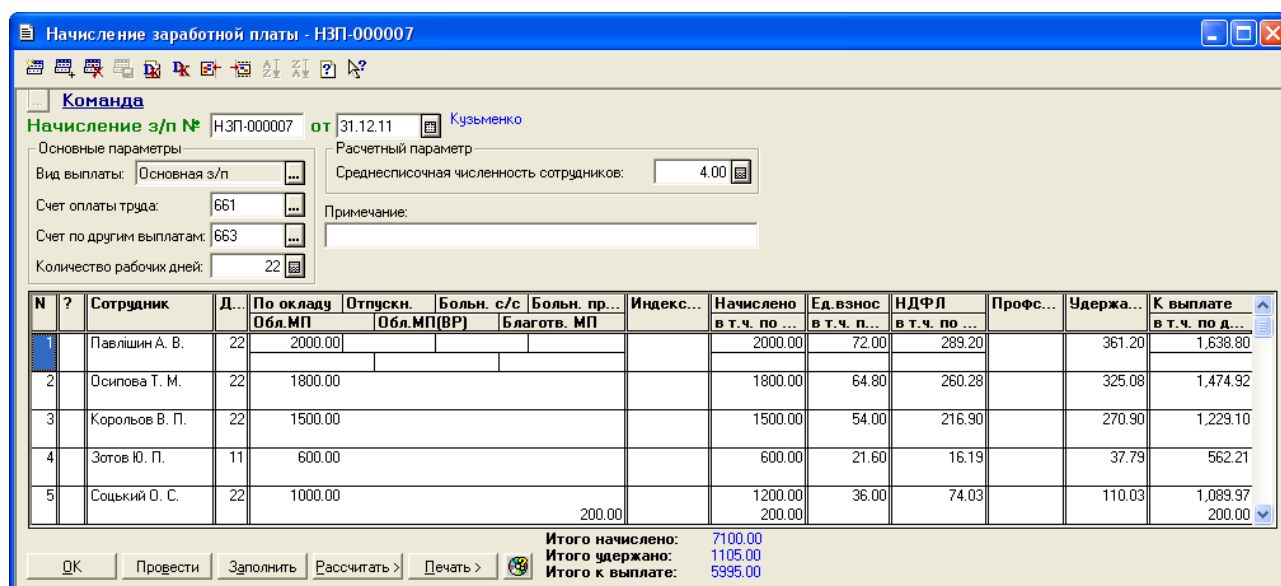 Начисление заработной платы - НЗП-000007
Команда
Начисление з/п № НЗП-000007 от 31.12.11 Кузьменко
Основные параметры Расчетный параметр
Вид выплаты: Основная з/п ... Среднесписочная численность сотрудников: 4.00
Счет оплаты труда: 661 ... Примечание:
Счет по другим выплатам: 663 ...
Количество рабочих дней: 22
N ? Сотрудник Д... По окладу Отпускн. Больн. с/с Больн. пр... Индекс... Начислено Ед.взнос НДФЛ Профс... Удержа... К выплате
Обл.МП Обл.МП(ВР) Благотв. МП в т.ч. по ... в т.ч. п... в т.ч. по ... в т.ч. по д...
1 Павлішин А. В. 22 2000.00 2000.00 72.00 289.20 361.20 1,638.80
2 Осипова Т. М. 22 1800.00 1800.00 64.80 260.28 325.08 1,474.92
3 Корольов В. П. 22 1500.00 1500.00 54.00 216.90 270.90 1,229.10
4 Зотов Ю. П. 11 600.00 600.00 21.60 16.19 37.79 562.21
5 Соцький О. С. 22 1000.00 1200.00 36.00 74.03 110.03 1,089.97
200.00 200.00 200.00
Итого начислено: 7100.00
Итого удержано: 1105.00
Итого к выплате: 5995.00
OK Провести Заполнить Рассчитать > Печать >